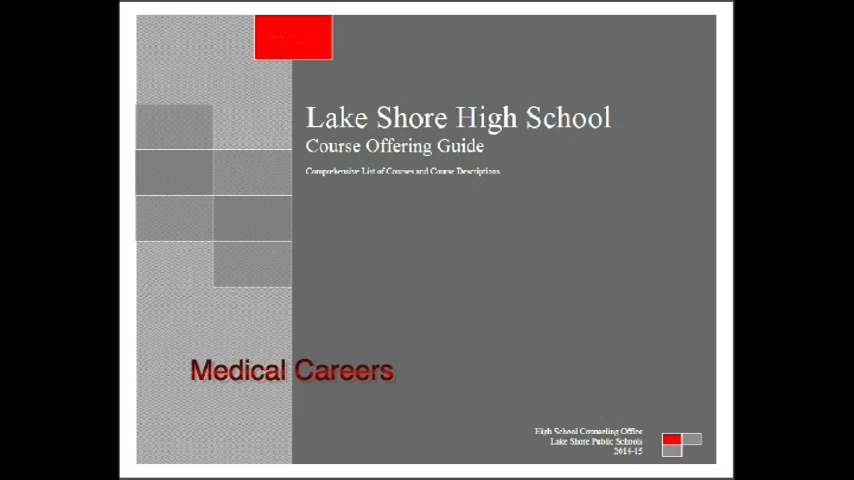 Lake Shore High School
Course Offering Guide
Comprehensive List of Courses and Course Descriptions
Medical Careers
High School Counseling Office
Lake Shore Public Schools
2014-15